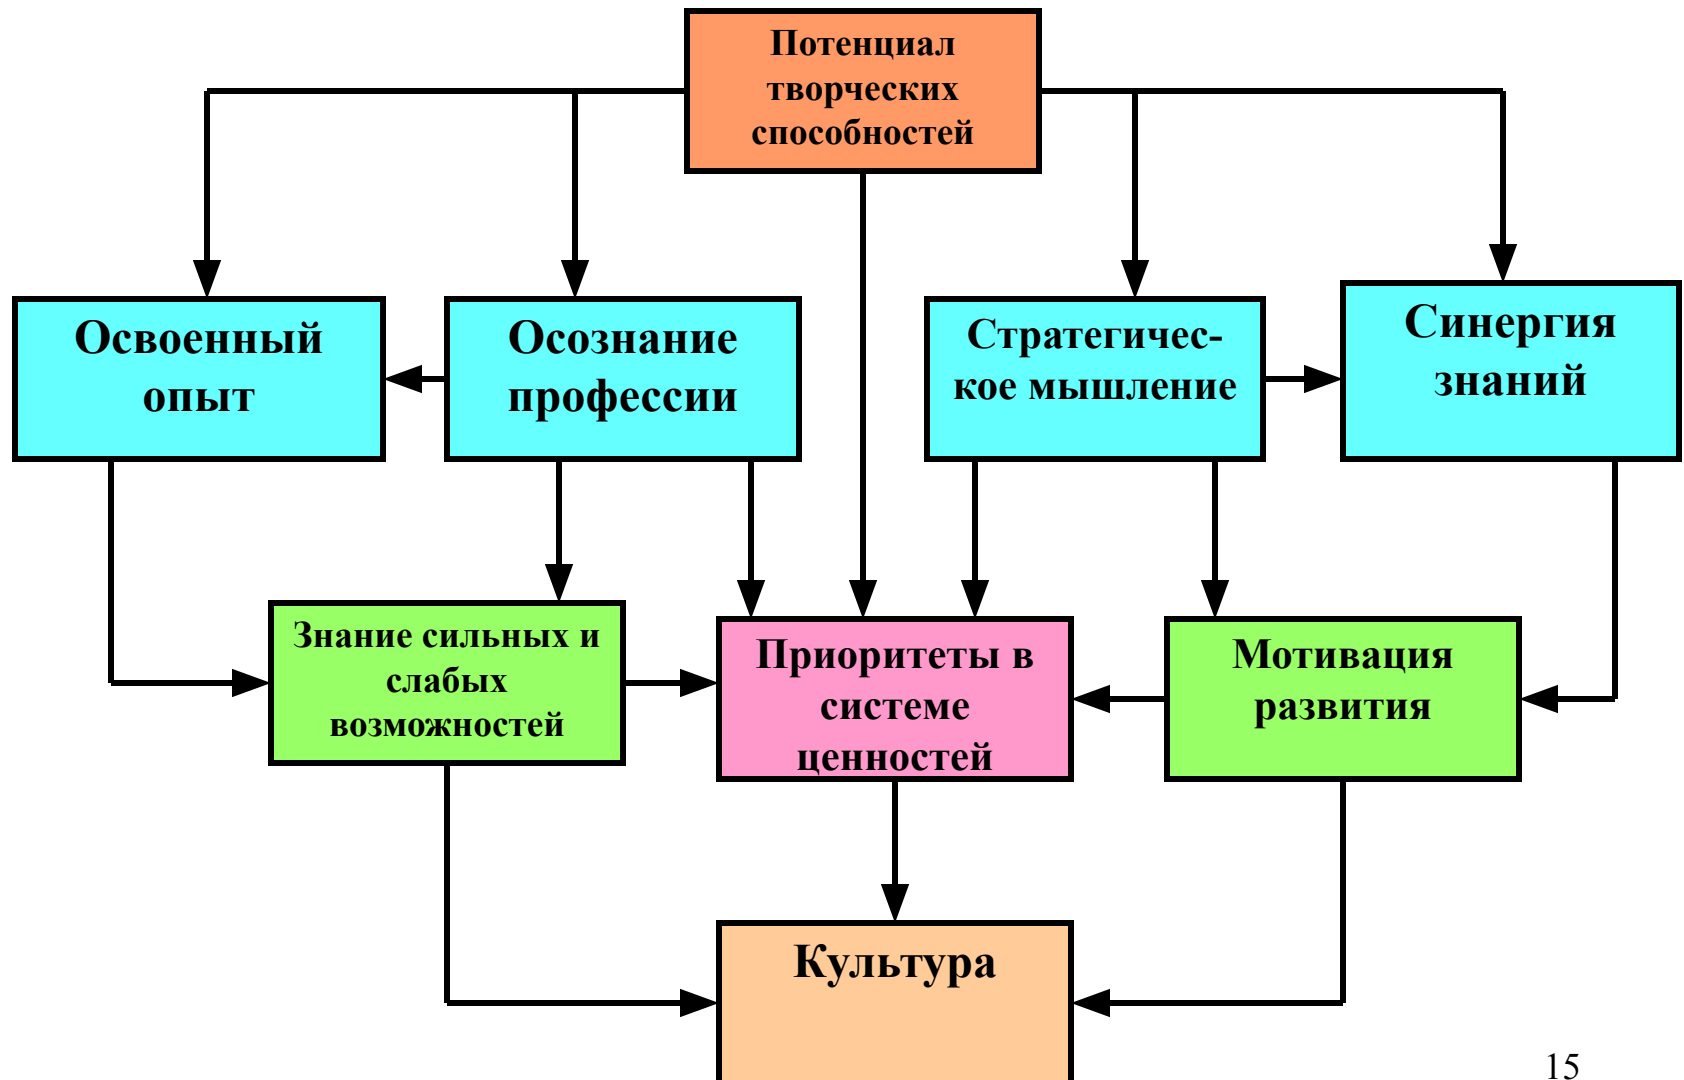 Потенциал
творческих
способностей
Освоенный
опыт
Осознание
профессии
Стратегичес-
кое мышление
Синергия
знаний
Знание сильных и
слабых
возможностей
Приоритеты в
системе
ценностей
Мотивация
развития
Культура
15